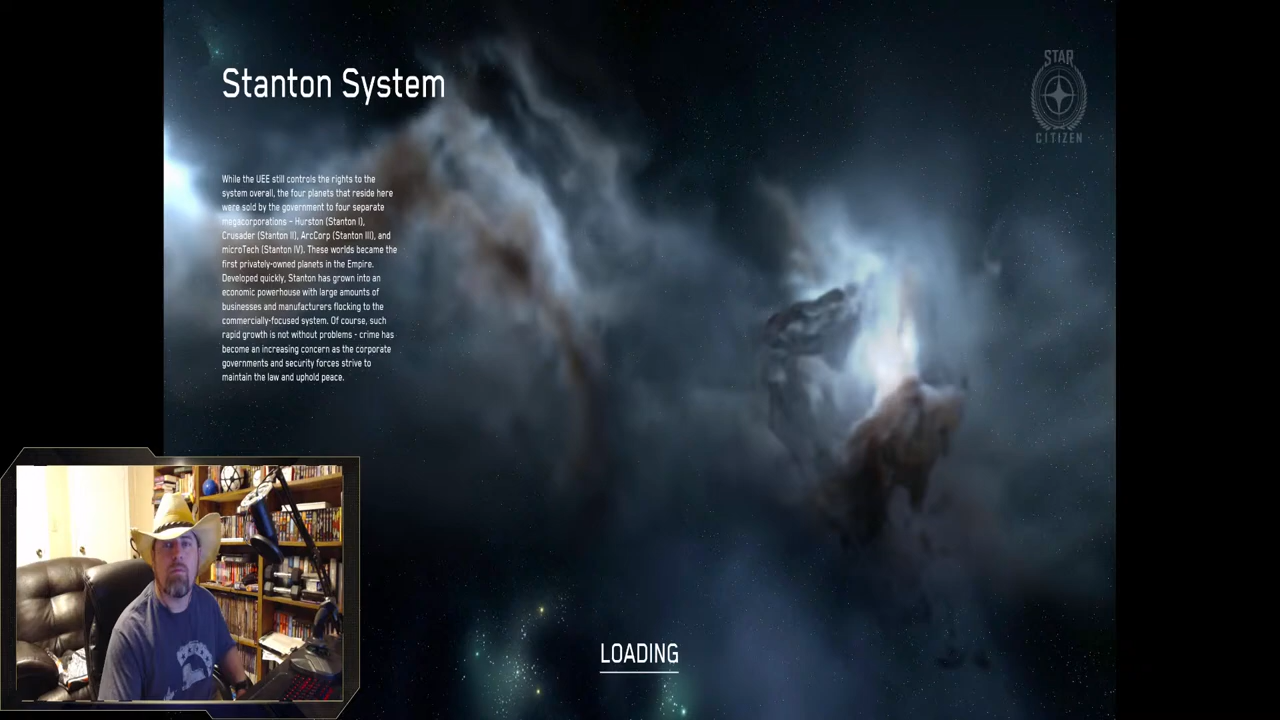 Stanton System
STAR
CITIZEN
While the UEE still controls the rights to the
system overall, the four planets that reside here
were sold by the government to four separate
megacorporations - Hurston (Stanton I),
Crusader (Stanton II), ArcCorp (Stanton III), and
microTech (Stanton IV). These worlds became the
first privately-owned planets in the Empire.
Developed quickly, Stanton has grown into an
economic powerhouse with large amounts of
businesses and manufacturers flocking to the
commercially-focused system. Of course, such
rapid growth is not without problems - crime has
become an increasing concern as the corporate
governments and security forces strive to
maintain the law and uphold peace.
LOADING